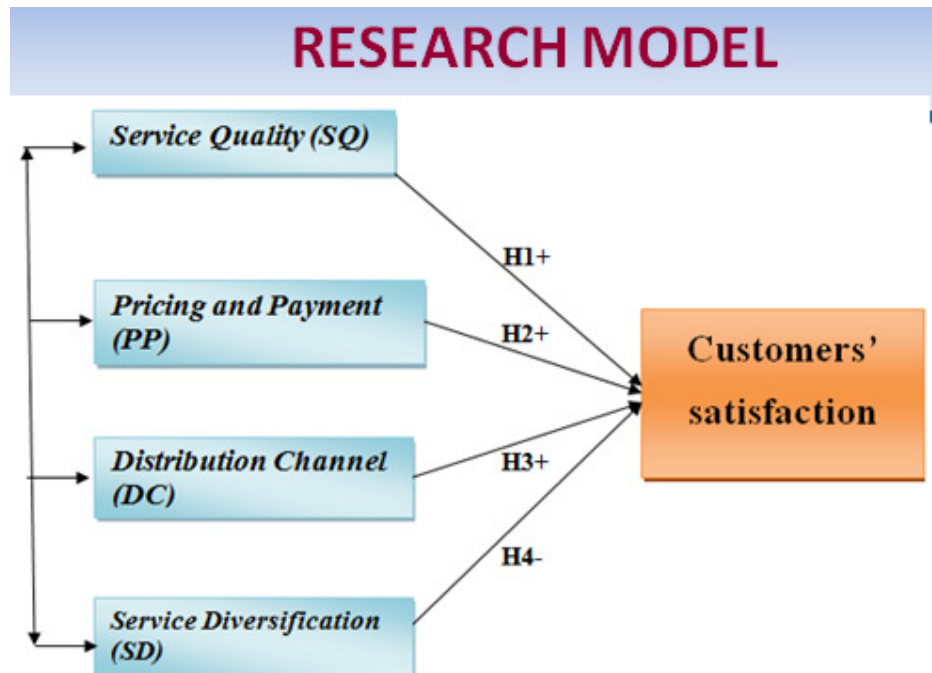 RESEARCH MODEL
Service Quality (SQ)
H1+
Pricing and Payment
(PP)
H2+
Customers’
satisfaction
Distribution Channel
(DC)
H3+
H4-
Service Diversification
(SD)